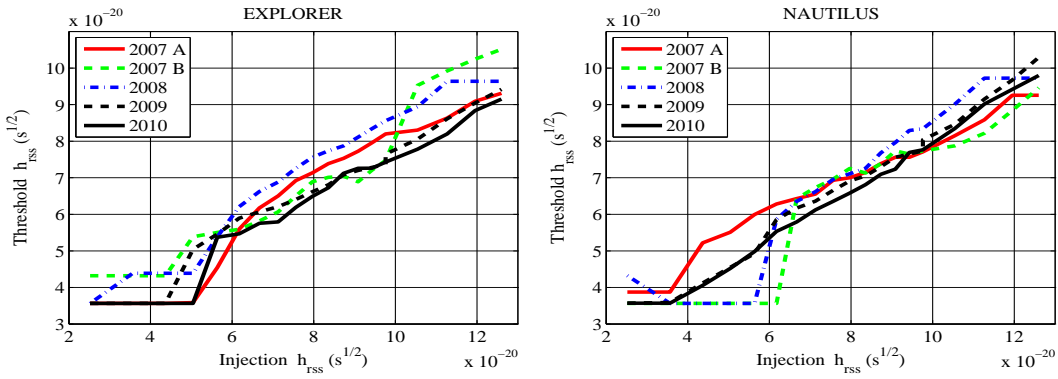 EXPLORER
x 10⁻²⁰
2007 A
2007 B
2008
2009
2010
10
9
8
7
6
5
4
3
Threshold h_rss (s^1/2)
2 4 6 8 10 12
Injection h_rss (s^1/2)
x 10⁻²⁰
NAUTILUS
x 10⁻²⁰
2007 A
2007 B
2008
2009
2010
10
9
8
7
6
5
4
3
Threshold h_rss (s^1/2)
2 4 6 8 10 12
Injection h_rss (s^1/2)
x 10⁻²⁰